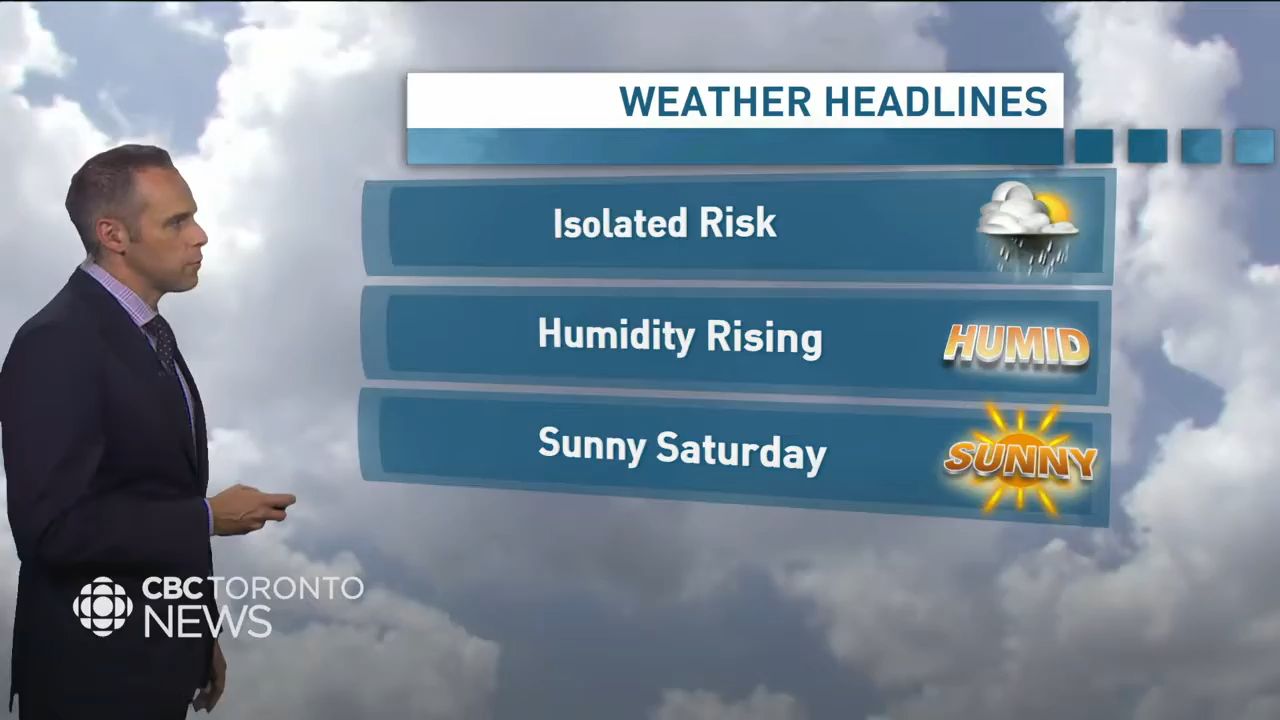 WEATHER HEADLINES
Isolated Risk
Humidity Rising
HUMID
Sunny Saturday
SUNNY
CBC TORONTO
NEWS